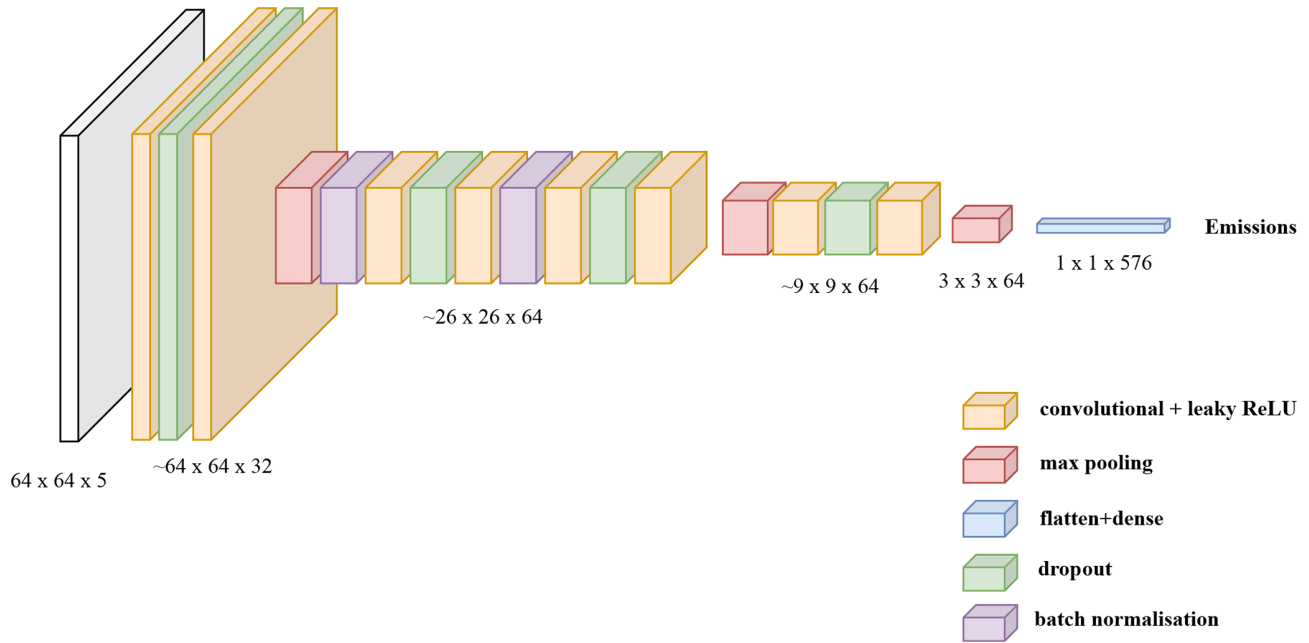 Emissions
1 x 1 x 576
3 x 3 x 64
~9 x 9 x 64
~26 x 26 x 64
~64 x 64 x 32
64 x 64 x 5
convolutional + leaky ReLU
max pooling
flatten+dense
dropout
batch normalisation